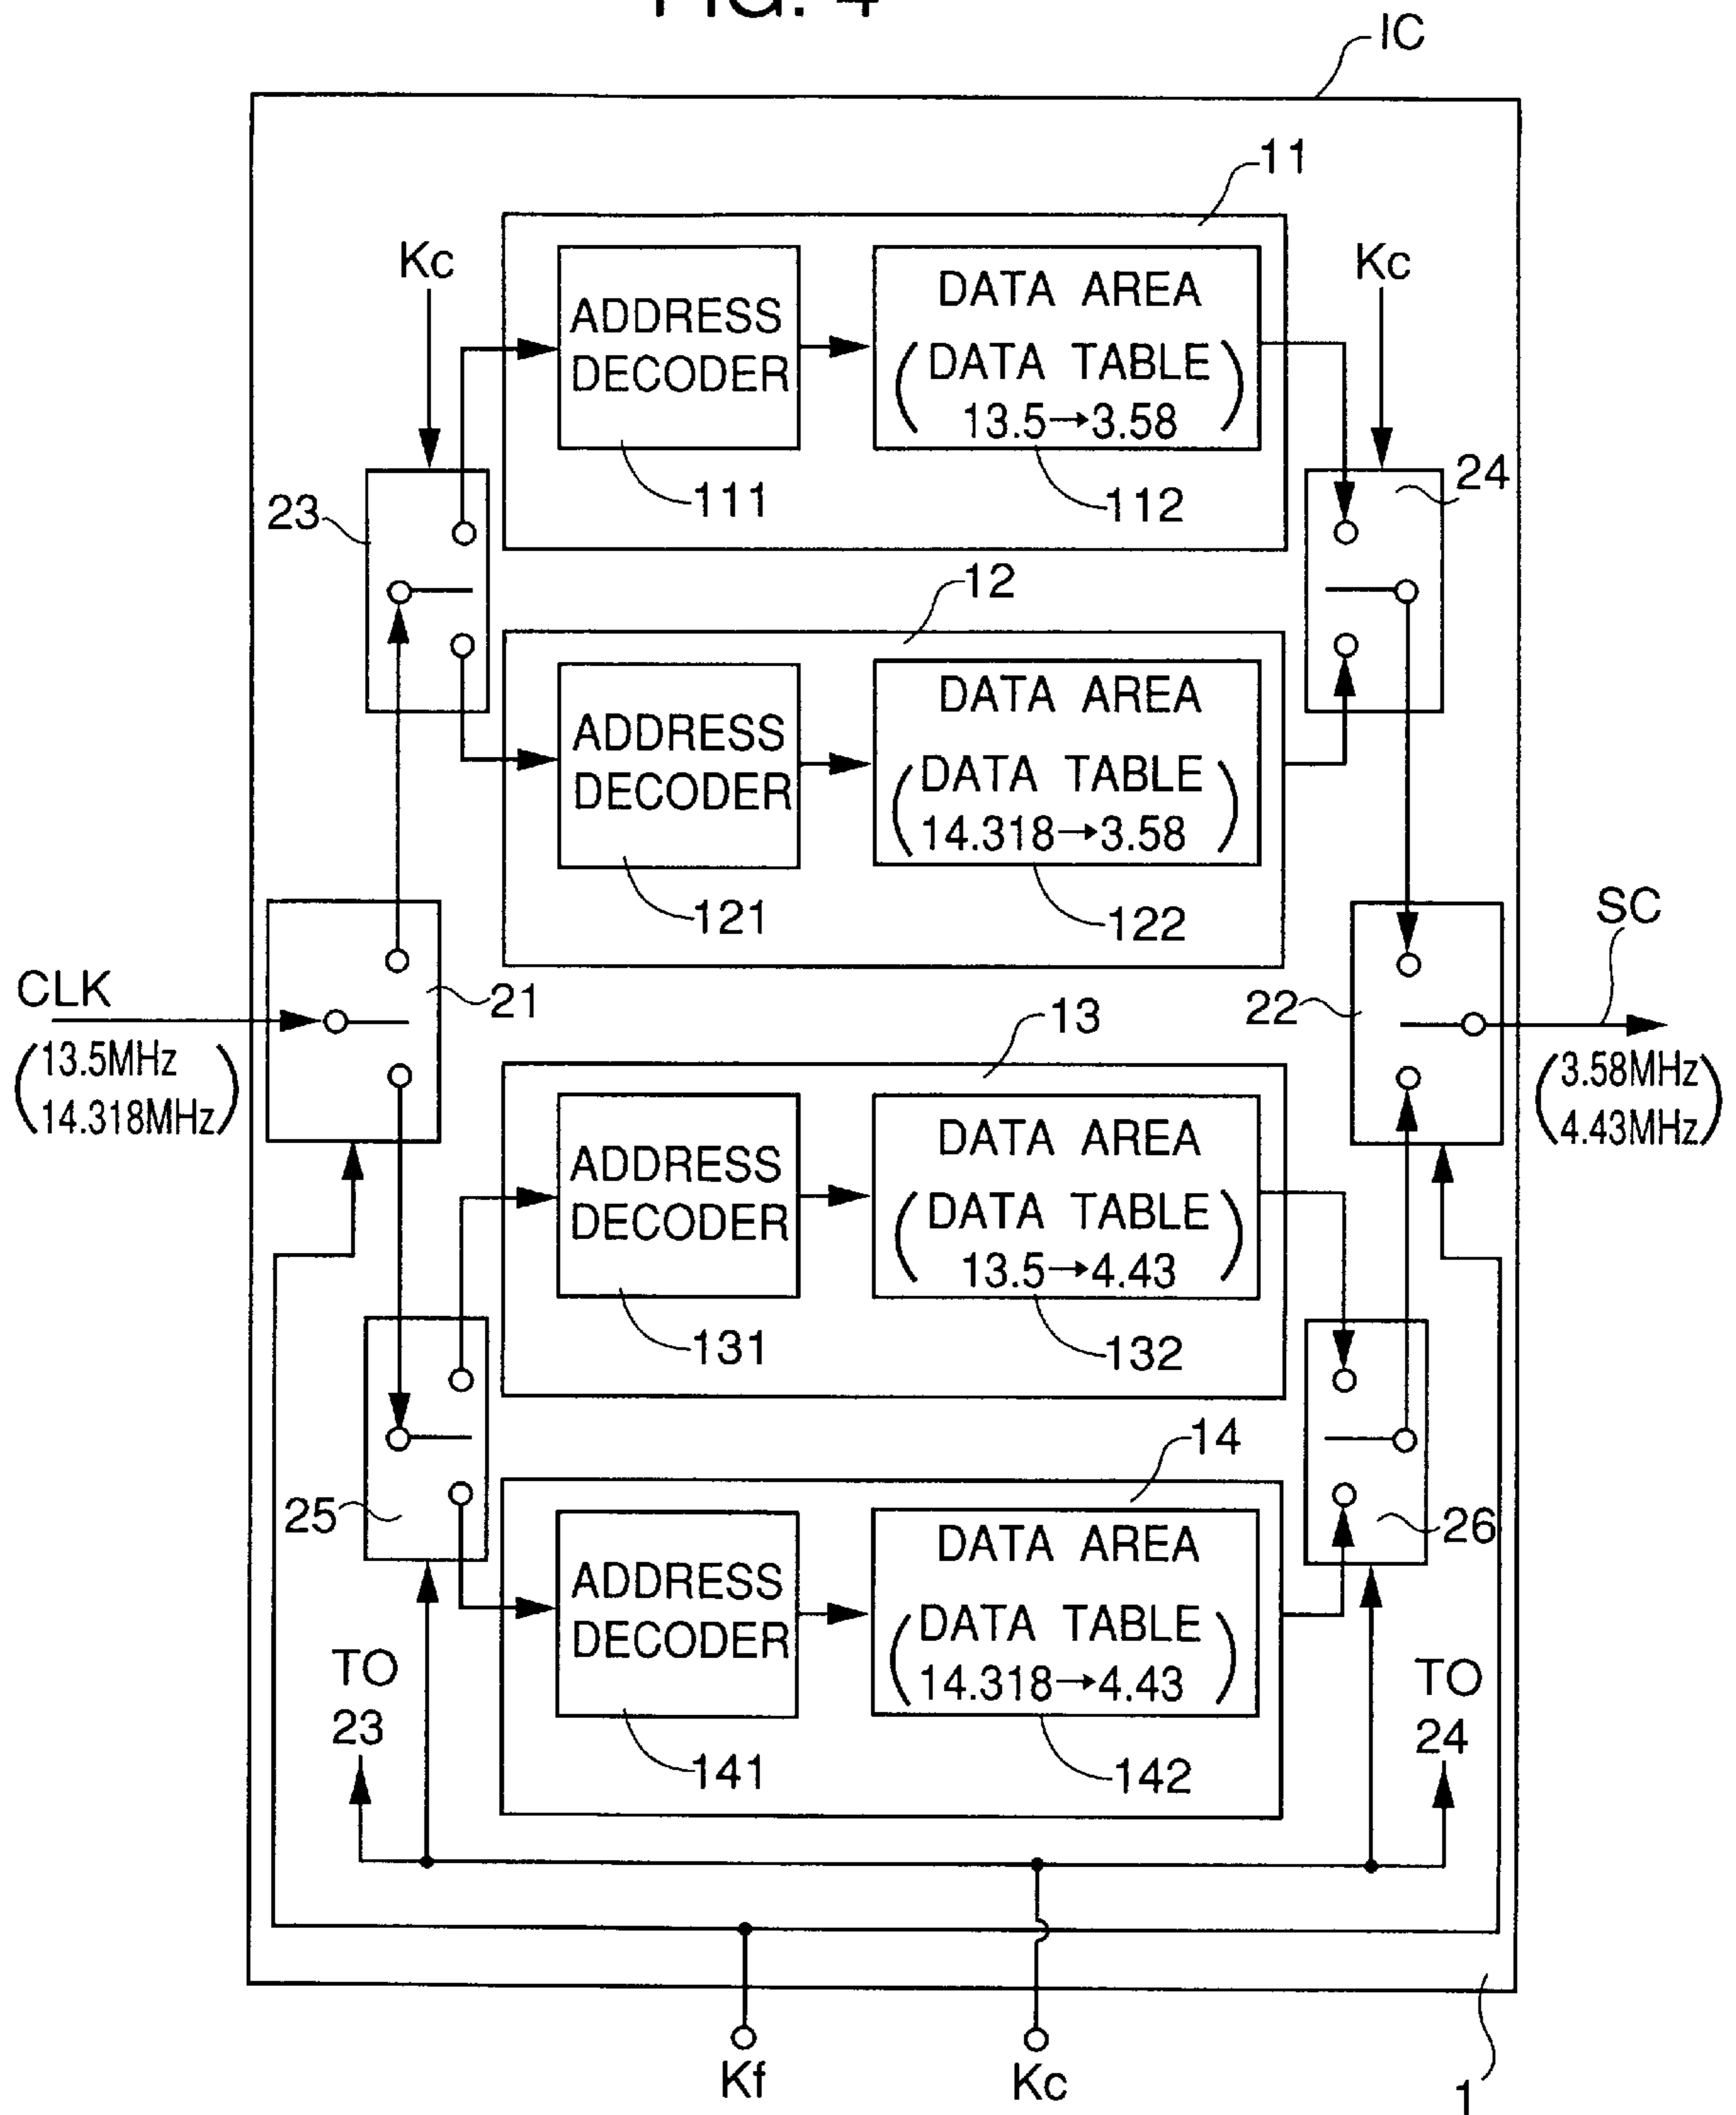 FIG. 4
IC
11
Kc
Kc
ADDRESS
DECODER
DATA AREA
(DATA TABLE
13.5→3.58)
111
112
23
24
12
ADDRESS
DECODER
DATA AREA
(DATA TABLE
14.318→3.58)
121
122
CLK
(13.5MHz
14.318MHz)
21
22
SC
(3.58MHz
4.43MHz)
13
ADDRESS
DECODER
DATA AREA
(DATA TABLE
13.5→4.43)
131
132
25
26
14
ADDRESS
DECODER
DATA AREA
(DATA TABLE
14.318→4.43)
141
142
TO
23
TO
24
Kf
Kc
1